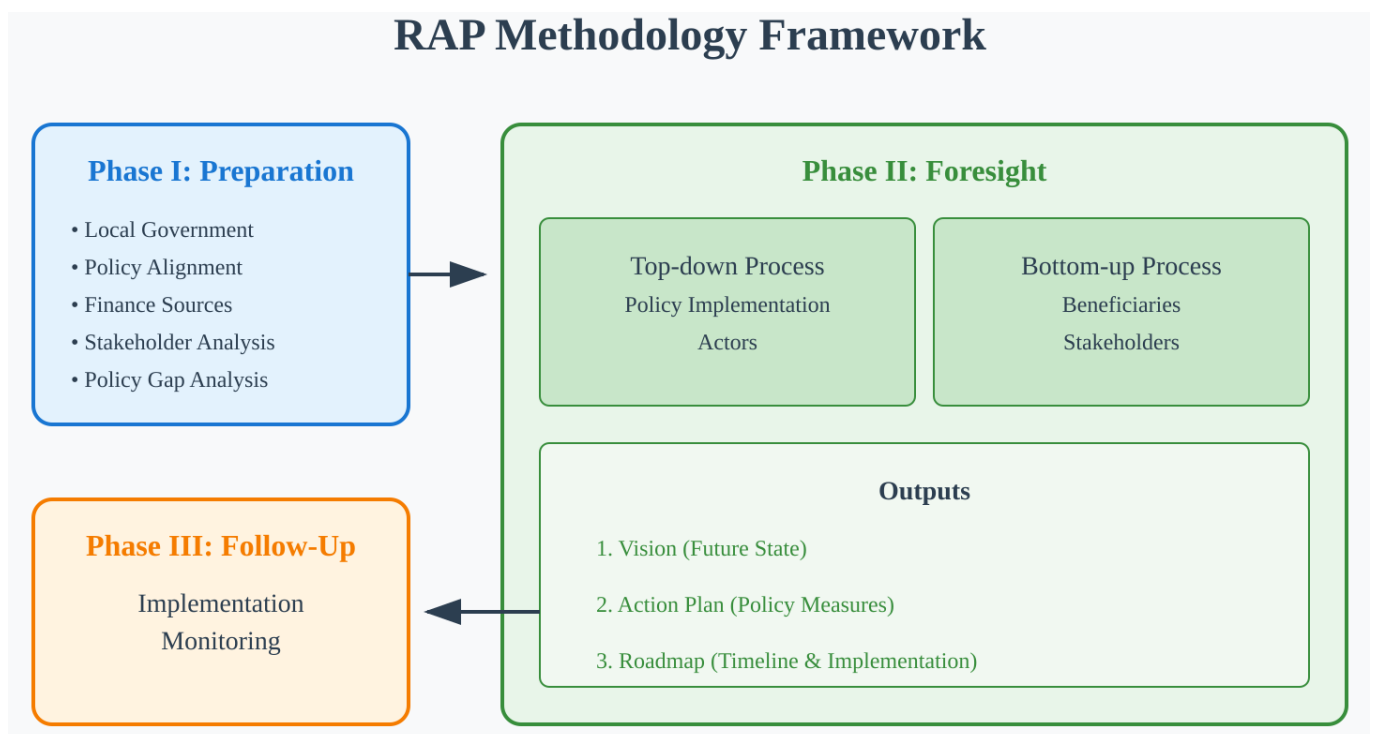 RAP Methodology Framework
Phase I: Preparation
• Local Government
• Policy Alignment
• Finance Sources
• Stakeholder Analysis
• Policy Gap Analysis
Phase II: Foresight
Top-down Process
Policy Implementation
Actors
Bottom-up Process
Beneficiaries
Stakeholders
Outputs
1. Vision (Future State)
2. Action Plan (Policy Measures)
3. Roadmap (Timeline & Implementation)
Phase III: Follow-Up
Implementation
Monitoring